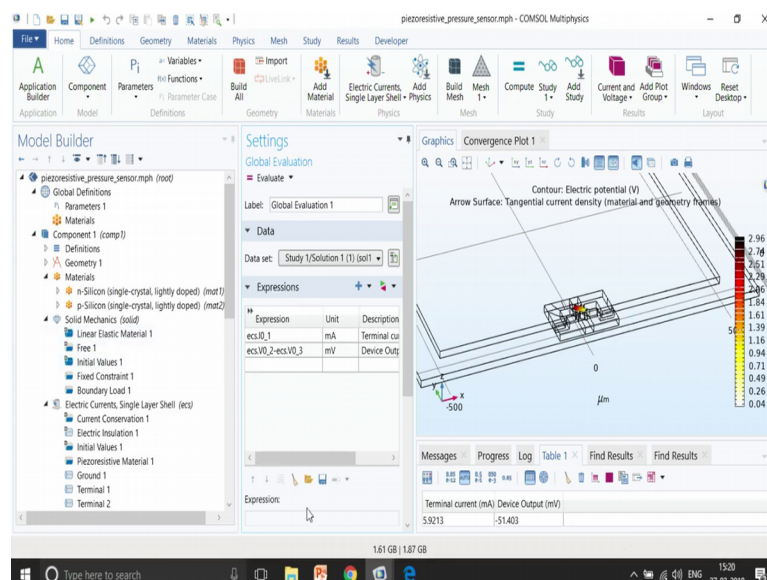 piezoresistive_pressure_sensor.mph - COMSOL Multiphysics
File Home Definitions Geometry Materials Physics Mesh Study Results Developer
Application Builder
Component
Parameters
a= Variables
f(x) Functions
Pi Parameter Case
Build All
Import
LiveLink
Add Material
Electric Currents, Single Layer Shell
Add Physics
Build Mesh
Mesh 1
Compute
Study 1
Add Study
Current and Voltage
Add Plot Group
Windows
Reset Desktop
Application Model Definitions Geometry Materials Physics Mesh Study Results Layout
Model Builder
piezoresistive_pressure_sensor.mph (root)
Global Definitions
Pi Parameters 1
Materials
Component 1 (comp1)
Definitions
Geometry 1
Materials
n-Silicon (single-crystal, lightly doped) (mat1)
p-Silicon (single-crystal, lightly doped) (mat2)
Solid Mechanics (solid)
Linear Elastic Material 1
Free 1
Initial Values 1
Fixed Constraint 1
Boundary Load 1
Electric Currents, Single Layer Shell (ecs)
Current Conservation 1
Electric Insulation 1
Initial Values 1
Piezoresistive Material 1
Ground 1
Terminal 1
Terminal 2
Settings
Global Evaluation
= Evaluate
Label: Global Evaluation 1
Data
Data set: Study 1/Solution 1 (1) (sol1
Expressions
Expression Unit Description
ecs.I0_1 mA Terminal cu
ecs.V0_2-ecs.V0_3 mV Device Outp
Expression:
Graphics Convergence Plot 1
Contour: Electric potential (V)
Arrow Surface: Tangential current density (material and geometry frames)
2.96
2.74
2.51
2.29
2.06
1.84
1.61
1.39
1.16
0.94
0.71
0.49
0.26
0.04
0
μm
z
y
x
-500
Messages Progress Log Table 1 Find Results Find Results
Terminal current (mA) Device Output (mV)
5.9213 -51.403
1.61 GB | 1.87 GB
Type here to search
ENG
15:20